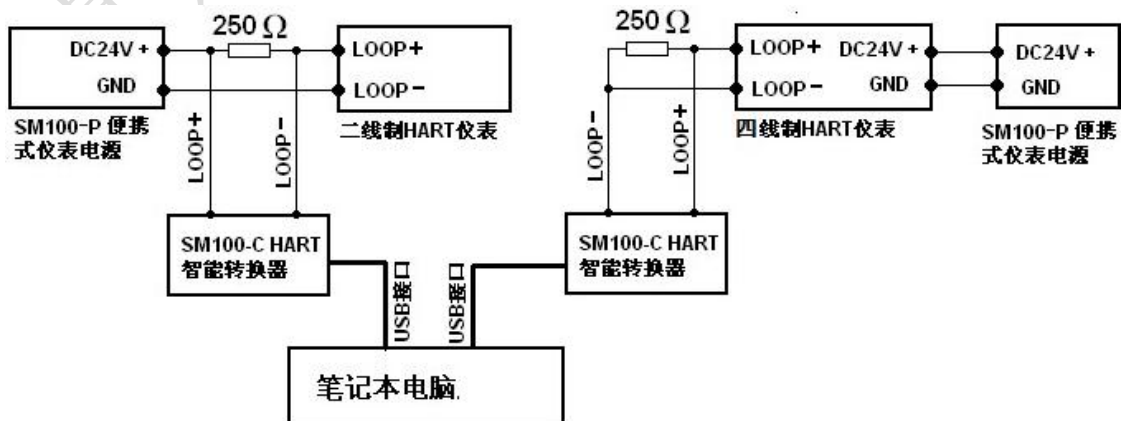 250 Ω
DC24V +
GND
SM100-P 便携
式仪表电源
LOOP+
LOOP-
二线制HART仪表
LOOP+
LOOP-
SM100-C HART
智能转换器
USB接口
250 Ω
LOOP+
LOOP-
DC24V +
GND
四线制HART仪表
DC24V +
GND
SM100-P 便携
式仪表电源
LOOP-
LOOP+
SM100-C HART
智能转换器
USB接口
笔记本电脑.